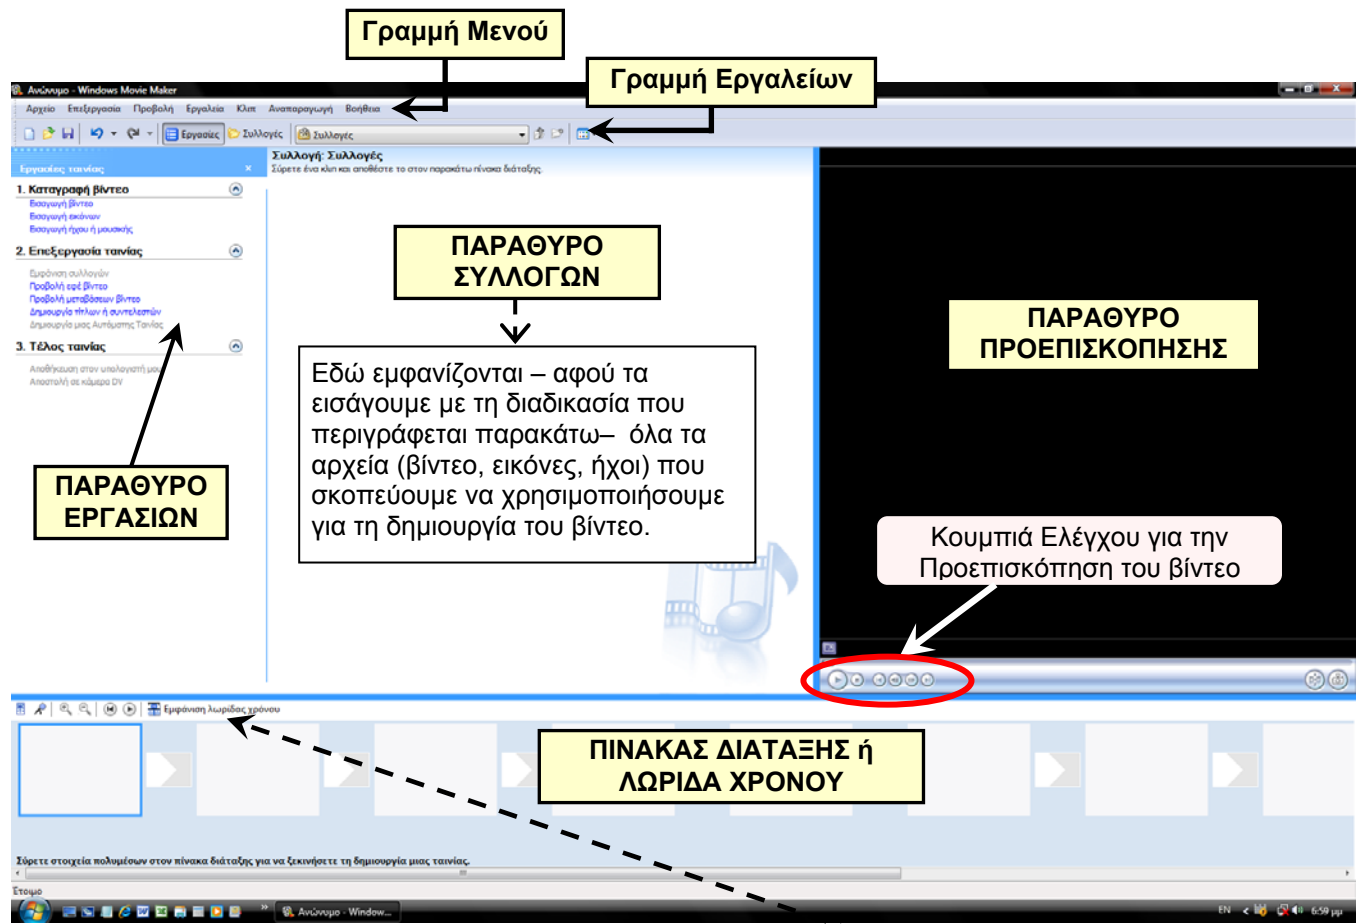 Γραμμή Μενού
Γραμμή Εργαλείων
Ανώνυμο - Windows Movie Maker
Αρχείο Επεξεργασία Προβολή Εργαλεία Κλιπ Αναπαραγωγή Βοήθεια
Εργασίες Συλλογές Συλλογές
Εργασίες ταινίας
Συλλογή: Συλλογές
Σύρετε ένα κλιπ και αποθέστε το στον παρακάτω πίνακα διάταξης.
1. Καταγραφή βίντεο
Εισαγωγή βίντεο
Εισαγωγή εικόνων
Εισαγωγή ήχου ή μουσικής
2. Επεξεργασία ταινίας
Εμφάνιση συλλογών
Προβολή εφέ βίντεο
Προβολή μεταβάσεων βίντεο
Δημιουργία τίτλων ή συντελεστών
Δημιουργία μιας Αυτόματης Ταινίας
3. Τέλος ταινίας
Αποθήκευση στον υπολογιστή μου
Αποστολή σε κάμερα DV
ΠΑΡΑΘΥΡΟ
ΕΡΓΑΣΙΩΝ
ΠΑΡΑΘΥΡΟ
ΣΥΛΛΟΓΩΝ
Εδώ εμφανίζονται – αφού τα
εισάγουμε με τη διαδικασία που
περιγράφεται παρακάτω– όλα τα
αρχεία (βίντεο, εικόνες, ήχοι) που
σκοπεύουμε να χρησιμοποιήσουμε
για τη δημιουργία του βίντεο.
ΠΑΡΑΘΥΡΟ
ΠΡΟΕΠΙΣΚΟΠΗΣΗΣ
Κουμπιά Ελέγχου για την
Προεπισκόπηση του βίντεο
Εμφάνιση λωρίδας χρόνου
ΠΙΝΑΚΑΣ ΔΙΑΤΑΞΗΣ ή
ΛΩΡΙΔΑ ΧΡΟΝΟΥ
Σύρετε στοιχεία πολυμέσων στον πίνακα διάταξης για να ξεκινήσετε τη δημιουργία μιας ταινίας.
Έτοιμο
Ανώνυμο - Window...
EN 6:59 μμ